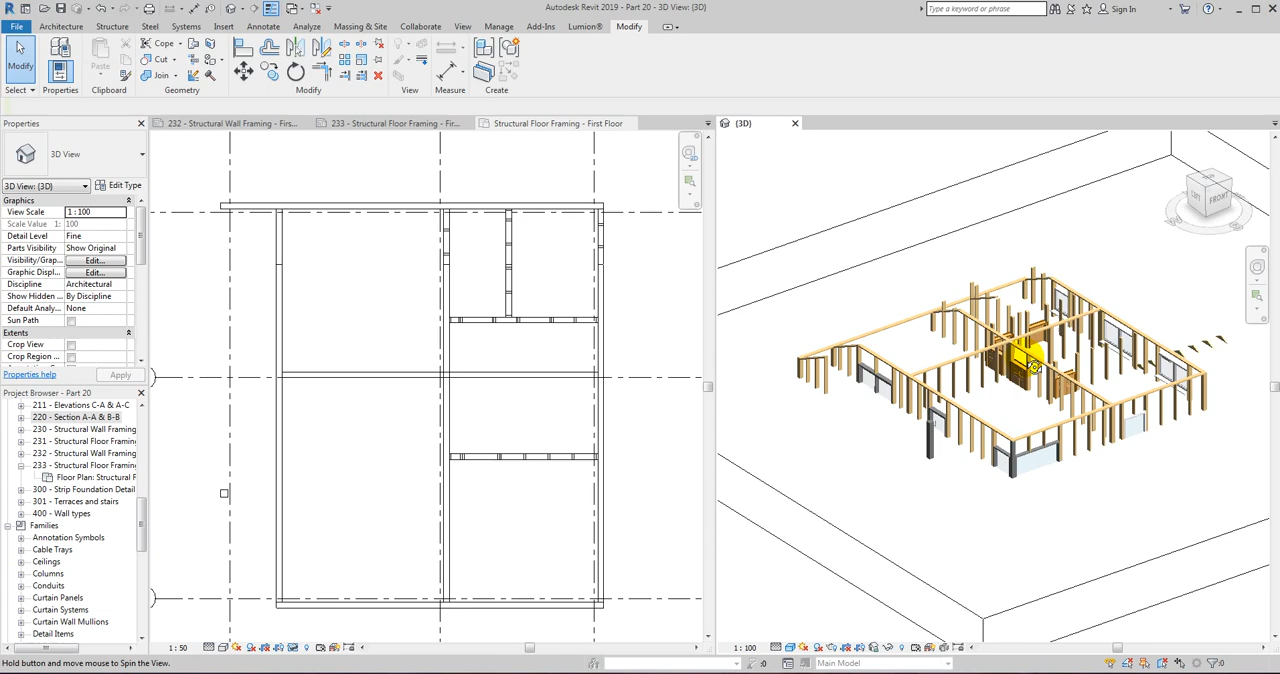 Autodesk Revit 2019 - Part 20 - 3D View: {3D}
Type a keyword or phrase
Sign In
File Architecture Structure Steel Systems Insert Annotate Analyze Massing & Site Collaborate View Manage Add-Ins Lumion® Modify
Modify
Paste
Cope
Cut
Join
Select Properties Clipboard Geometry Modify View Measure Create
Properties
232 - Structural Wall Framing - Firs...
233 - Structural Floor Framing - Fir...
Structural Floor Framing - First Floor
{3D}
3D View
3D View: {3D}
Edit Type
Graphics
View Scale 1 : 100
Scale Value 1: 100
Detail Level Fine
Parts Visibility Show Original
Visibility/Grap... Edit...
Graphic Displ... Edit...
Discipline Architectural
Show Hidden ... By Discipline
Default Analy... None
Sun Path
Extents
Crop View
Crop Region
Properties help
Apply
Project Browser - Part 20
211 - Elevations C-A & A-C
220 - Section A-A & B-B
230 - Structural Wall Framing
231 - Structural Floor Framing
232 - Structural Wall Framing
233 - Structural Floor Framing
Floor Plan: Structural F
300 - Strip Foundation Detail
301 - Terraces and stairs
400 - Wall types
Families
Annotation Symbols
Cable Trays
Ceilings
Columns
Conduits
Curtain Panels
Curtain Systems
Curtain Wall Mullions
Detail Items
LEFT
FRONT
1 : 50
1 : 100
Hold button and move mouse to Spin the View.
:0
Main Model
:0